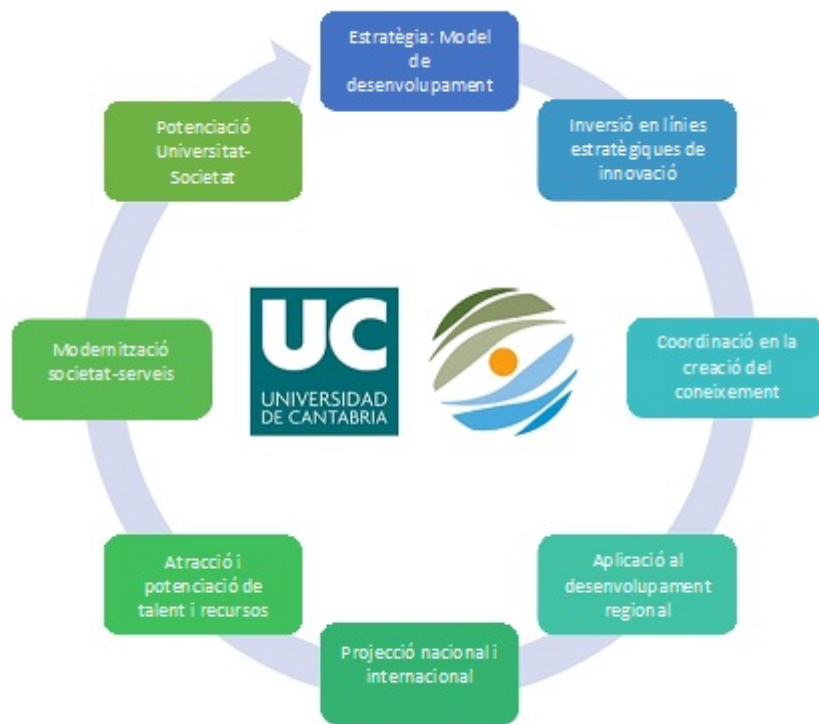 Estratègia: Model
de
desenvolupament
Inversió en línies
estratègiques de
innovació
Coordinació en la
creació del
coneixement
Aplicació al
desenvolupament
regional
Projecció nacional i
internacional
Atracció i
potenciació de
talent i recursos
Modernització
societat-serveis
Potenciació
Universitat-
Societat
UC
UNIVERSIDAD
DE CANTABRIA